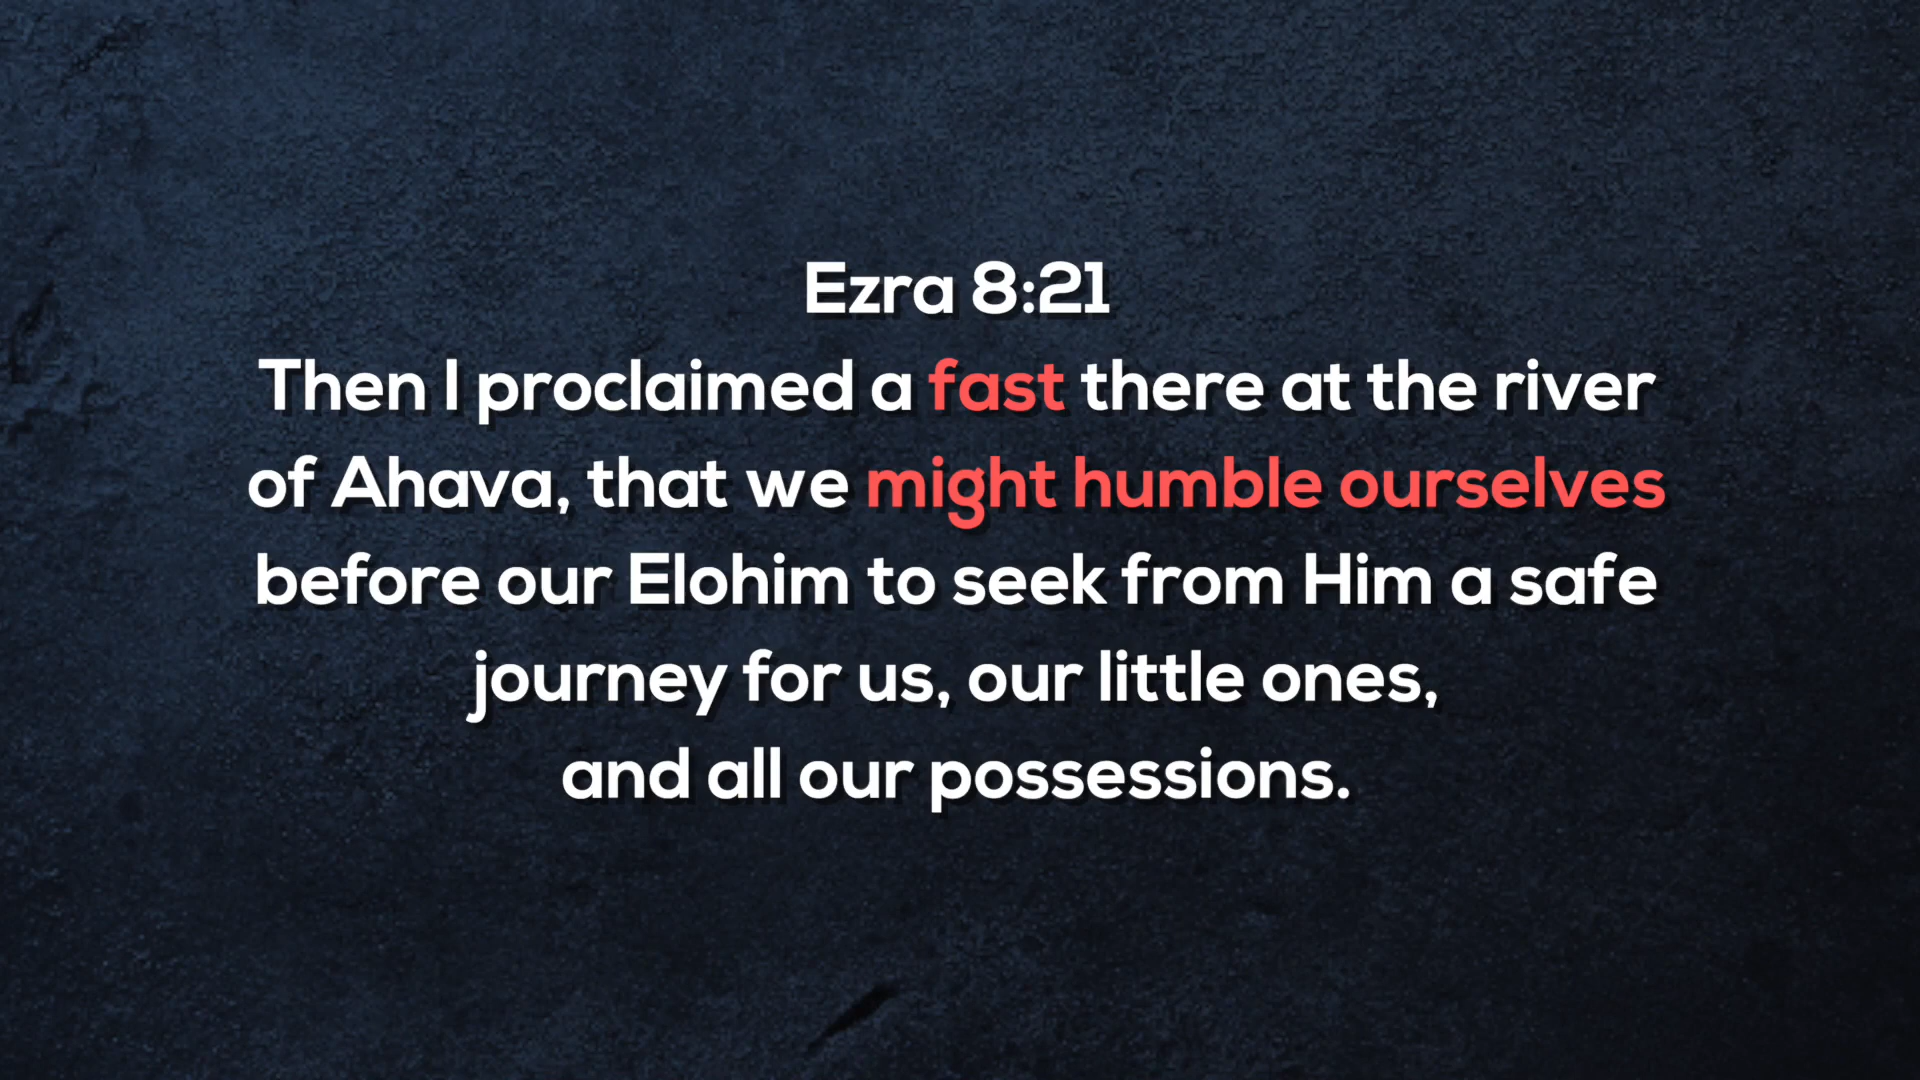 Ezra 8:21
Then I proclaimed a fast there at the river
of Ahava, that we might humble ourselves
before our Elohim to seek from Him a safe
journey for us, our little ones,
and all our possessions.